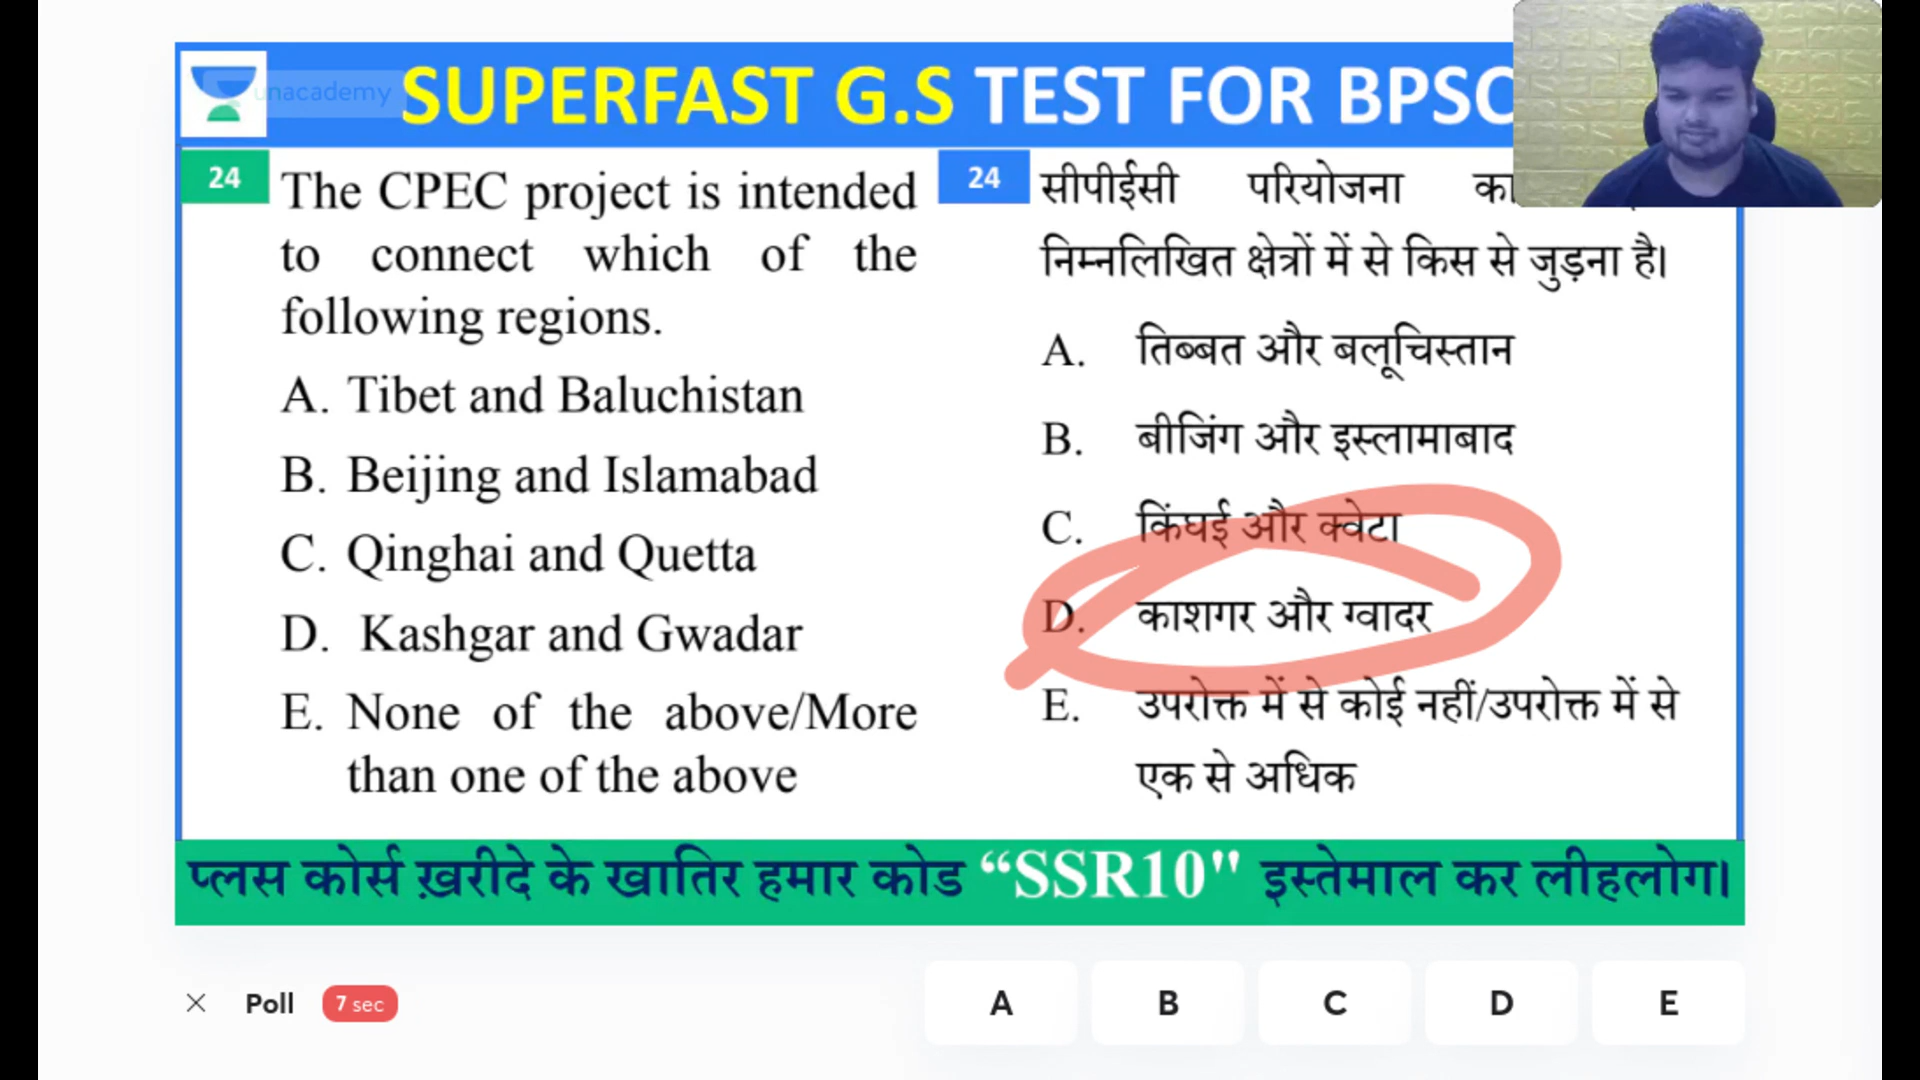 unacademy
SUPERFAST G.S TEST FOR BPSC
24
The CPEC project is intended
to connect which of the
following regions.
A. Tibet and Baluchistan
B. Beijing and Islamabad
C. Qinghai and Quetta
D. Kashgar and Gwadar
E. None of the above/More
than one of the above
24
सीपीईसी परियोजना
निम्नलिखित क्षेत्रों में से किस से जुड़ना है।
A. तिब्बत और बलूचिस्तान
B. बीजिंग और इस्लामाबाद
C. किंघई और क्वेटा
D. काशगर और ग्वादर
E. उपरोक्त में से कोई नहीं/उपरोक्त में से
एक से अधिक
प्लस कोर्स ख़रीदे के खातिर हमार कोड “SSR10" इस्तेमाल कर लीहलोग।
Poll 7 sec A B C D E